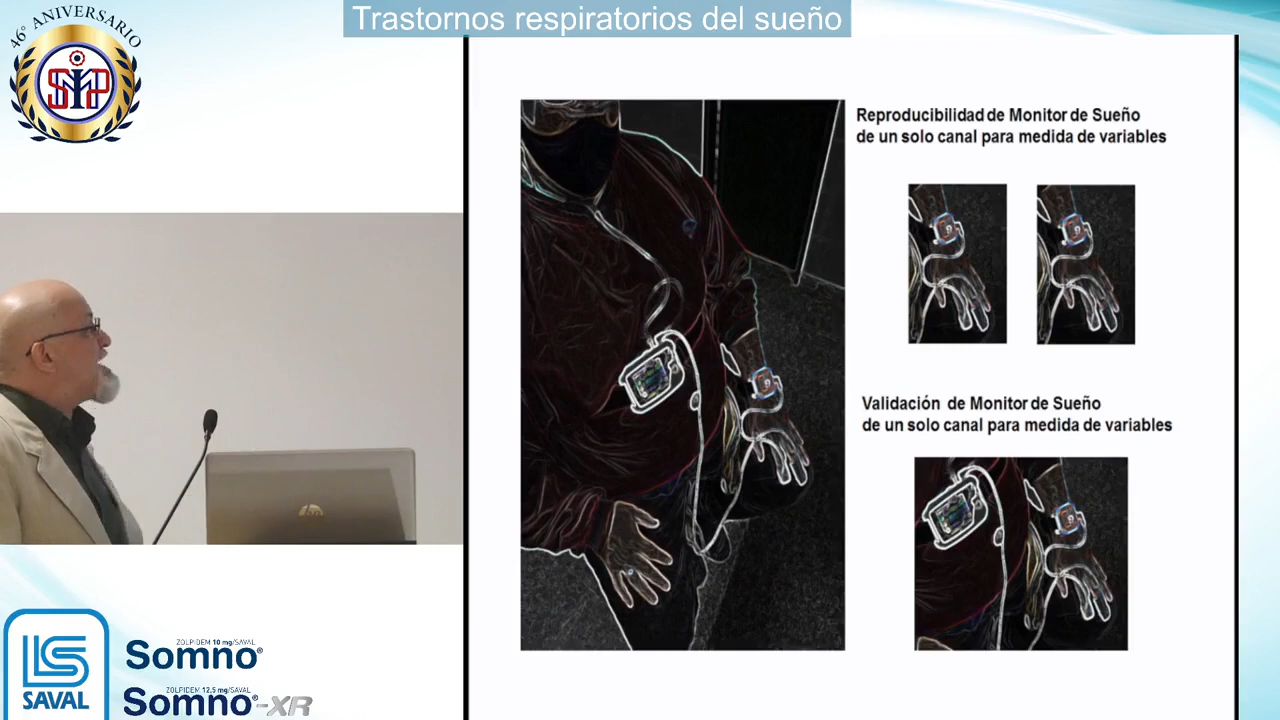 Trastornos respiratorios del sueño
46° ANIVERSARIO
Reproducibilidad de Monitor de Sueño
de un solo canal para medida de variables
Validación de Monitor de Sueño
de un solo canal para medida de variables
hp
SAVAL
ZOLPIDEM 10 mg/SAVAL
Somno®
ZOLPIDEM 12,5 mg/SAVAL
Somno®-XR